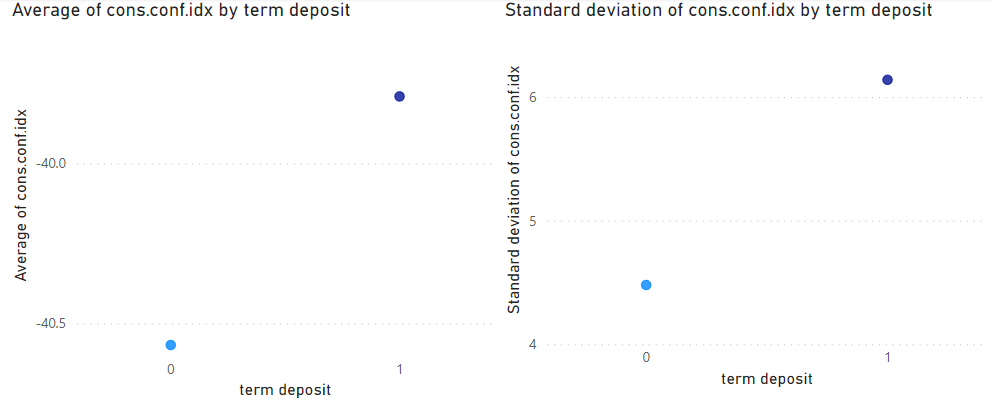 Average of cons.conf.idx by term deposit
Average of cons.conf.idx
-40.0
-40.5
0
1
term deposit
Standard deviation of cons.conf.idx by term deposit
Standard deviation of cons.conf.idx
6
5
4
0
1
term deposit